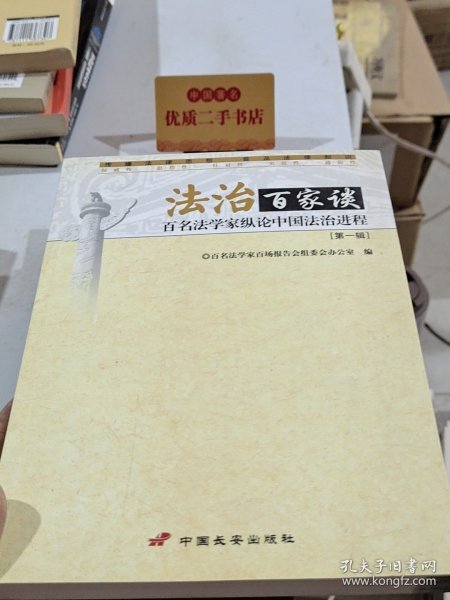 中国著名
优质二手书店
法治百家谈
百名法学家纵论中国法治进程
[第一辑]
◎百名法学家百场报告会组委会办公室 编
中国长安出版社
孔夫子旧书网
www.kongfz.com